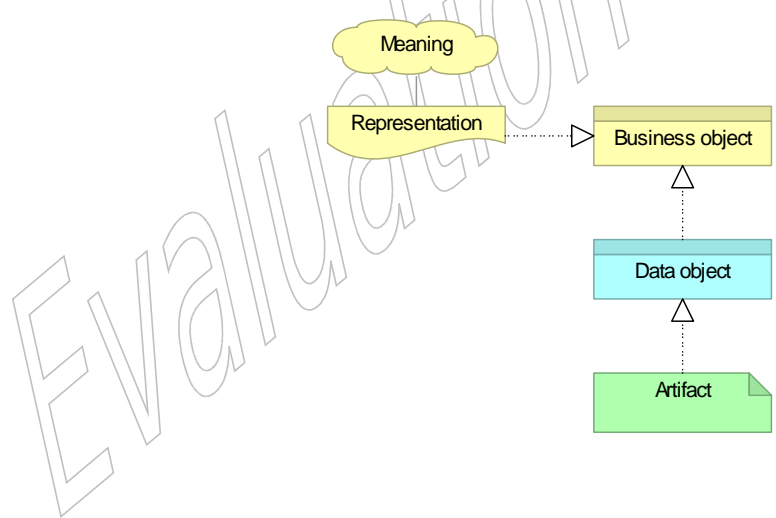 Meaning
Representation
Business object
Data object
Artifact
Evaluation